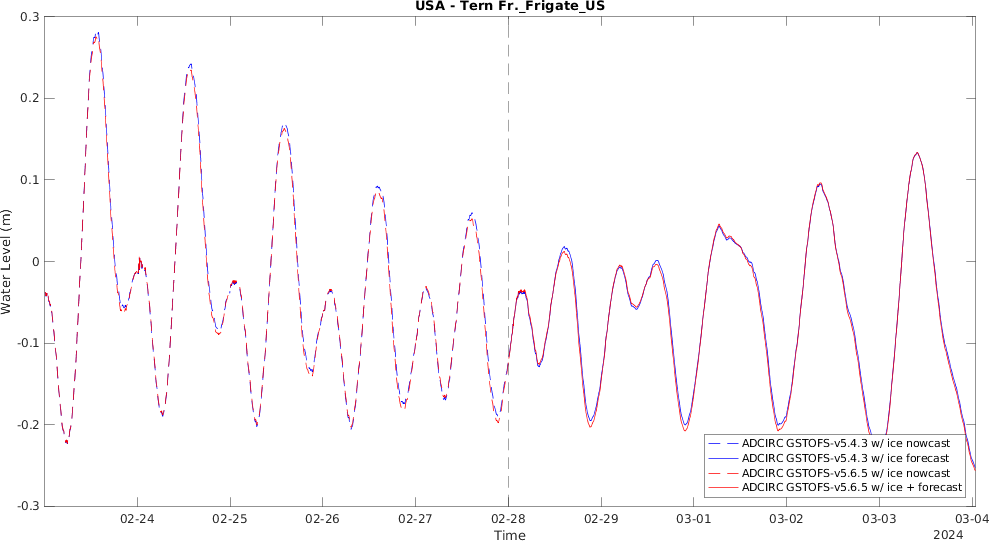 USA - Tern Fr._Frigate_US
Water Level (m)
0.3
0.2
0.1
0
-0.1
-0.2
-0.3
ADCIRC GSTOFS-v5.4.3 w/ ice nowcast
ADCIRC GSTOFS-v5.4.3 w/ ice forecast
ADCIRC GSTOFS-v5.6.5 w/ ice nowcast
ADCIRC GSTOFS-v5.6.5 w/ ice + forecast
02-24 02-25 02-26 02-27 02-28 02-29 03-01 03-02 03-03 03-04
Time
2024